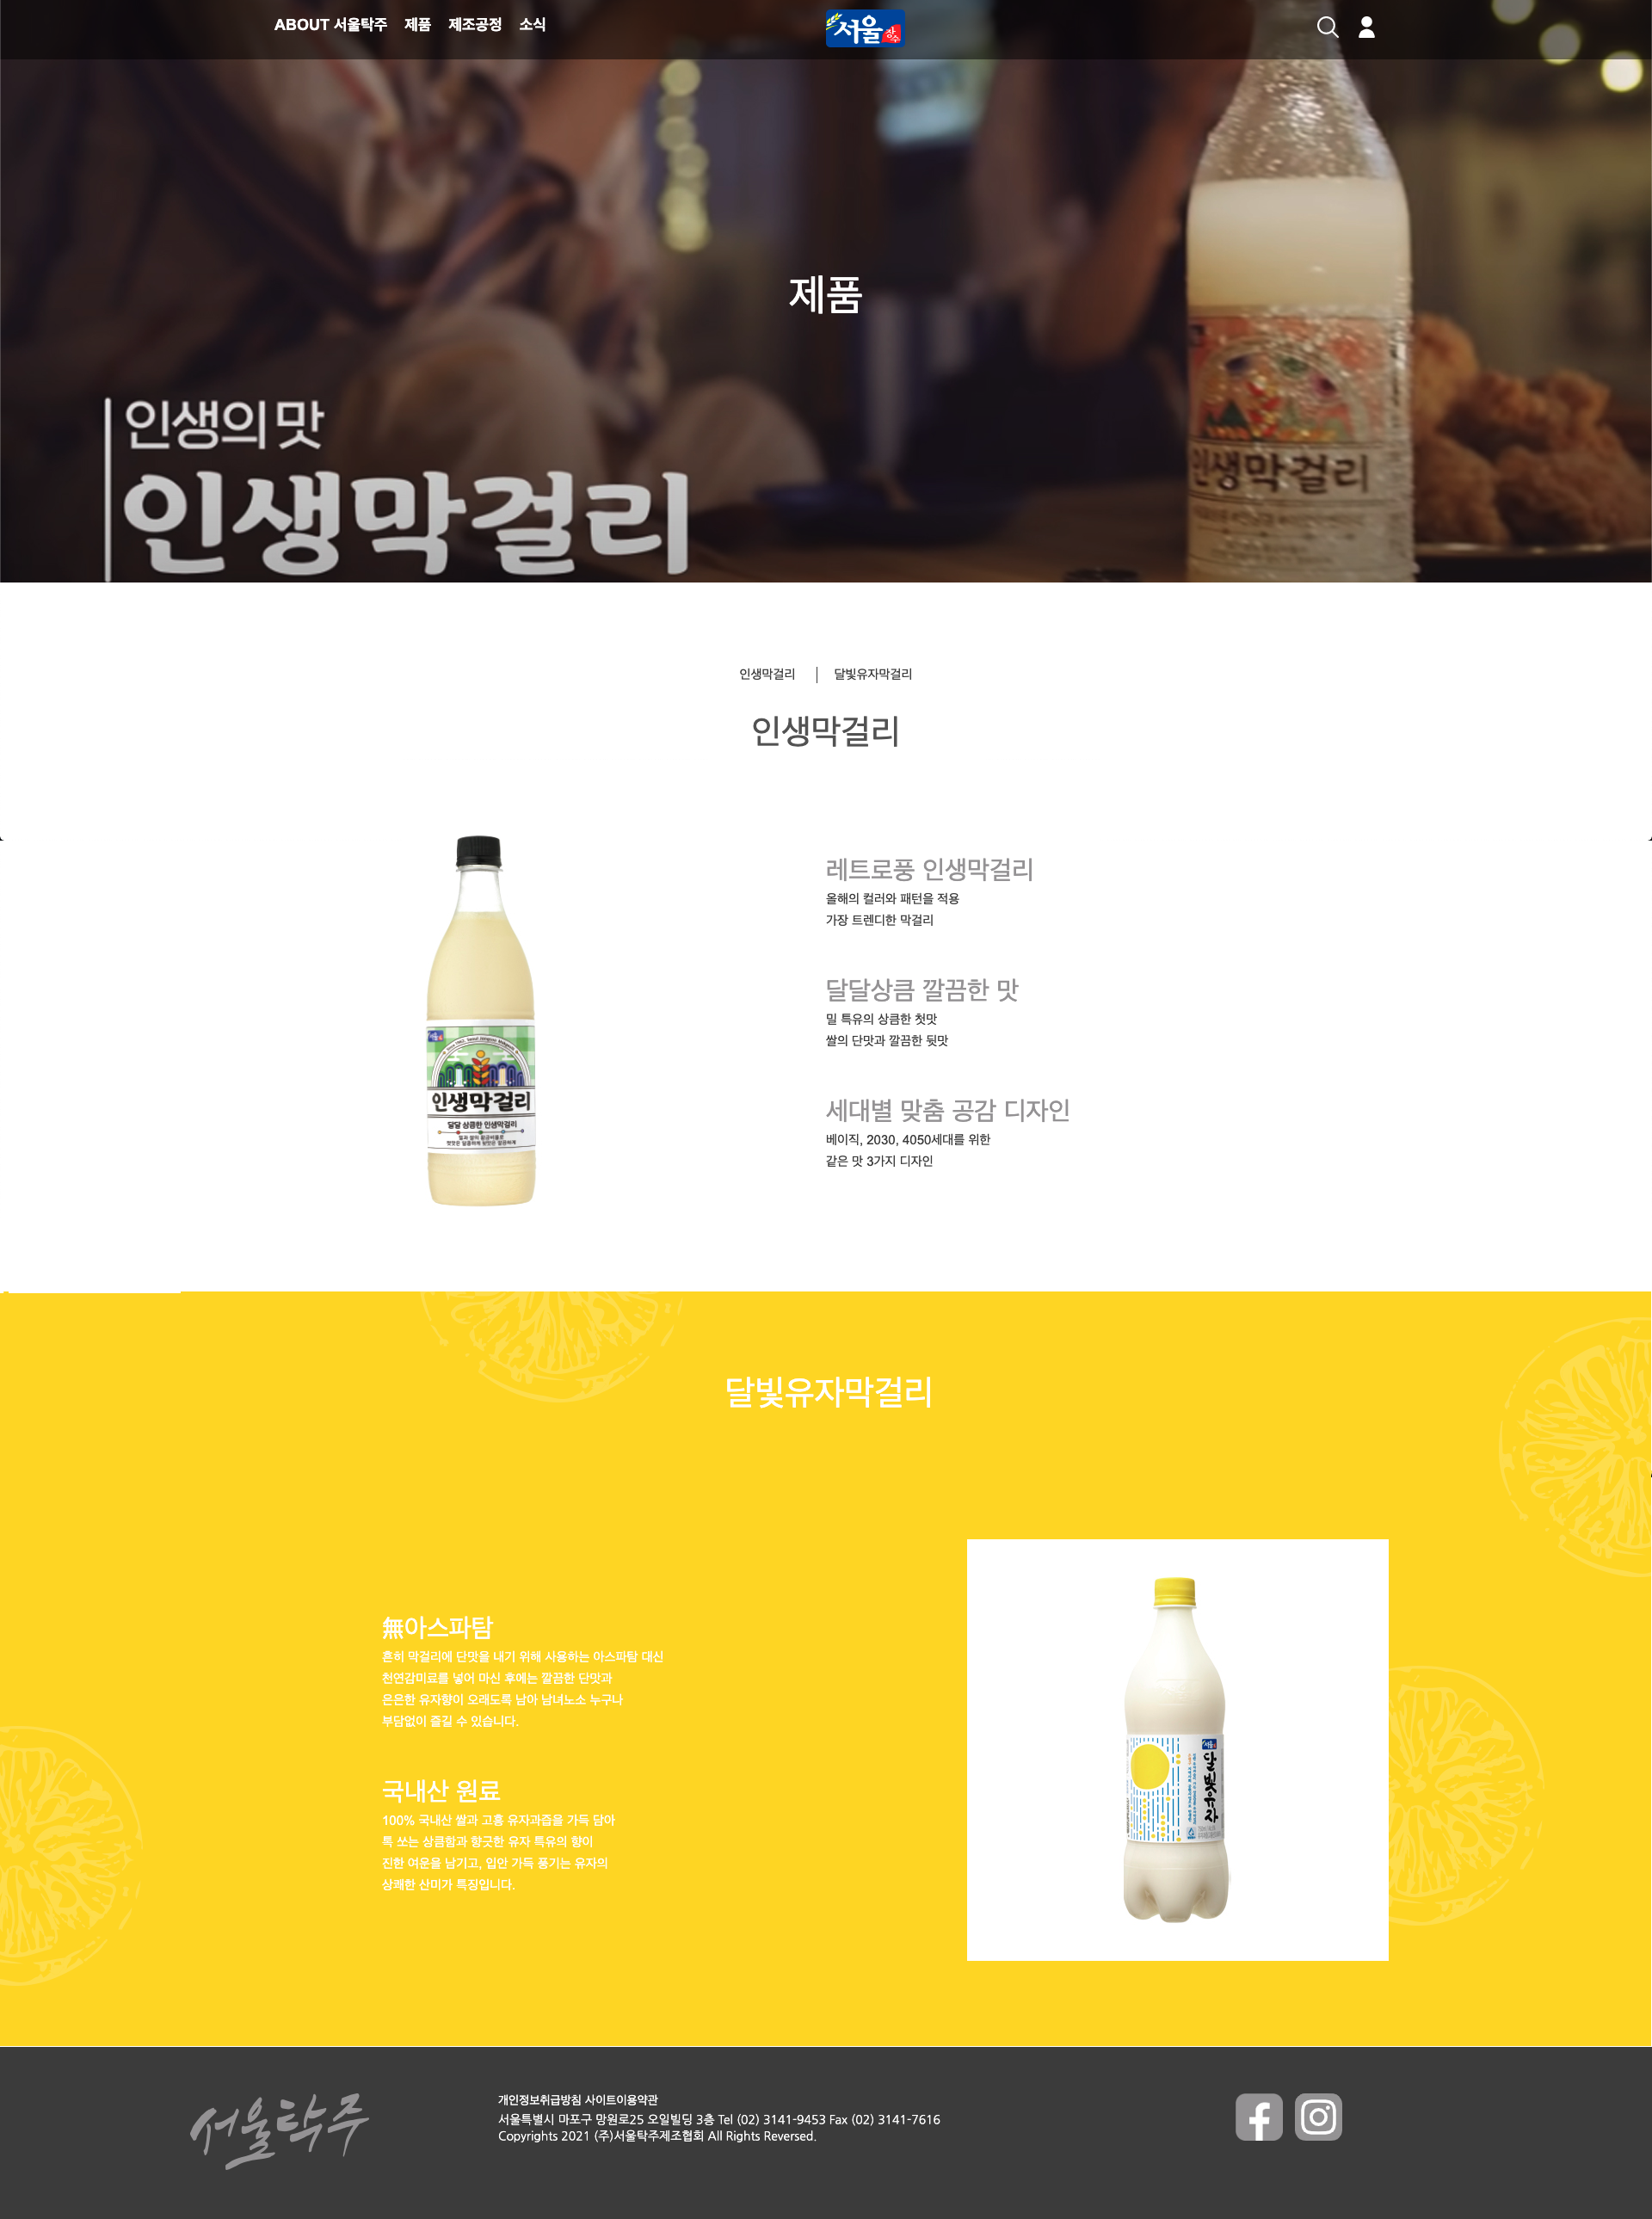 ABOUT 서울탁주 제품 제조공정 소식
서울
장수
제품
인생의 맛
인생막걸리
인생막걸리
인생막걸리 | 달빛유자막걸리
인생막걸리
레트로풍 인생막걸리
올해의 컬러와 패턴을 적용
가장 트렌디한 막걸리
달달상큼 깔끔한 맛
밀 특유의 상큼한 첫맛
쌀의 단맛과 깔끔한 뒷맛
세대별 맞춤 공감 디자인
베이직, 2030, 4050세대를 위한
같은 맛 3가지 디자인
인생막걸리
달달 상큼한 인생막걸리
달빛유자막걸리
無아스파탐
흔히 막걸리에 단맛을 내기 위해 사용하는 아스파탐 대신
천연감미료를 넣어 마신 후에는 깔끔한 단맛과
은은한 유자향이 오래도록 남아 남녀노소 누구나
부담없이 즐길 수 있습니다.
국내산 원료
100% 국내산 쌀과 고흥 유자과즙을 가득 담아
톡 쏘는 상큼함과 향긋한 유자 특유의 향이
진한 여운을 남기고, 입안 가득 풍기는 유자의
상쾌한 산미가 특징입니다.
서울
달빛유자
서울탁주
개인정보취급방침 사이트이용약관
서울특별시 마포구 망원로25 오일빌딩 3층 Tel (02) 3141-9453 Fax (02) 3141-7616
Copyrights 2021 (주)서울탁주제조협회 All Rights Reversed.